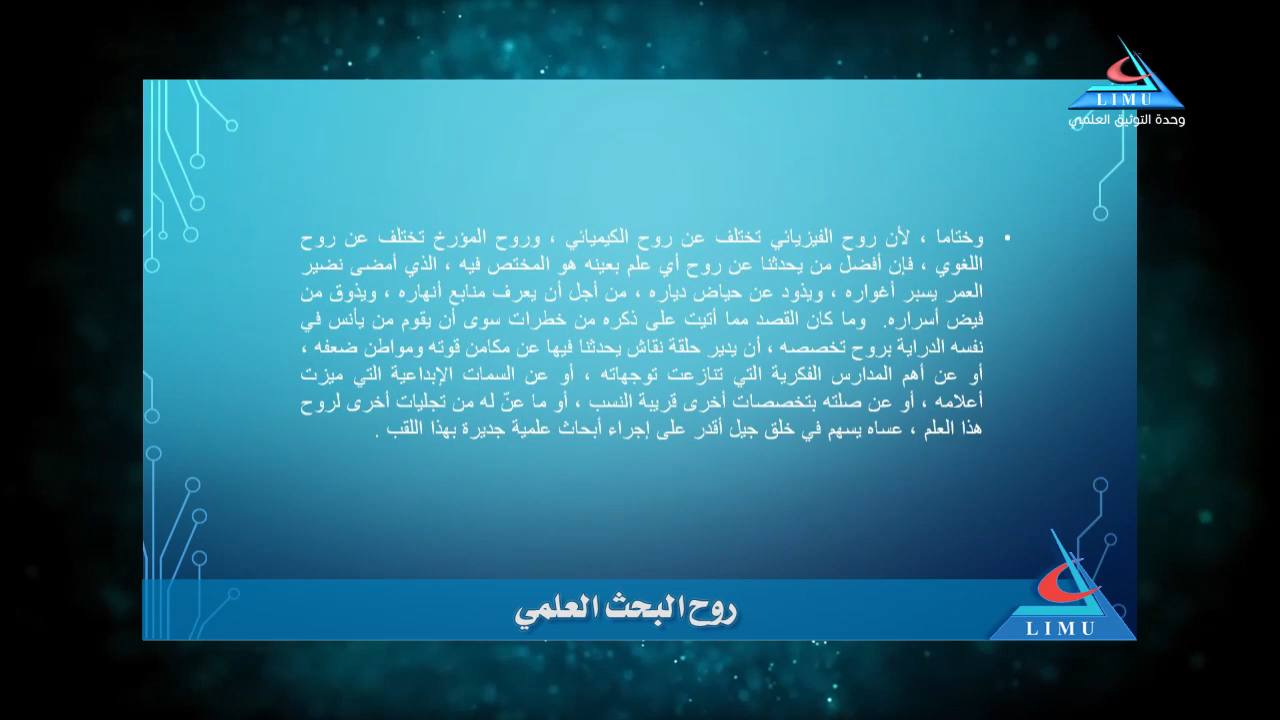 LIMU
وحدة التوثيق العلمي
• وختاما ، لأن روح الفيزيائي تختلف عن روح الكيميائي ، وروح المؤرخ تختلف عن روح
اللغوي ، فإن أفضل من يحدثنا عن روح أي علم بعينه هو المختص فيه ، الذي أمضى نضير
العمر يسبر أغواره ، ويذود عن حياض دياره ، من أجل أن يعرف منابع أنهاره ، ويذوق من
فيض أسراره. وما كان القصد مما أتيت على ذكره من خطرات سوى أن يقوم من يأنس في
نفسه الدراية بروح تخصصه ، أن يدير حلقة نقاش يحدثنا فيها عن مكامن قوته ومواطن ضعفه ،
أو عن أهم المدارس الفكرية التي تنازعت توجهاته ، أو عن السمات الإبداعية التي ميزت
أعلامه ، أو عن صلته بتخصصات أخرى قريبة النسب ، أو ما عنّ له من تجليات أخرى لروح
هذا العلم ، عساه يسهم في خلق جيل أقدر على إجراء أبحاث علمية جديرة بهذا اللقب .
روح البحث العلمي
LIMU